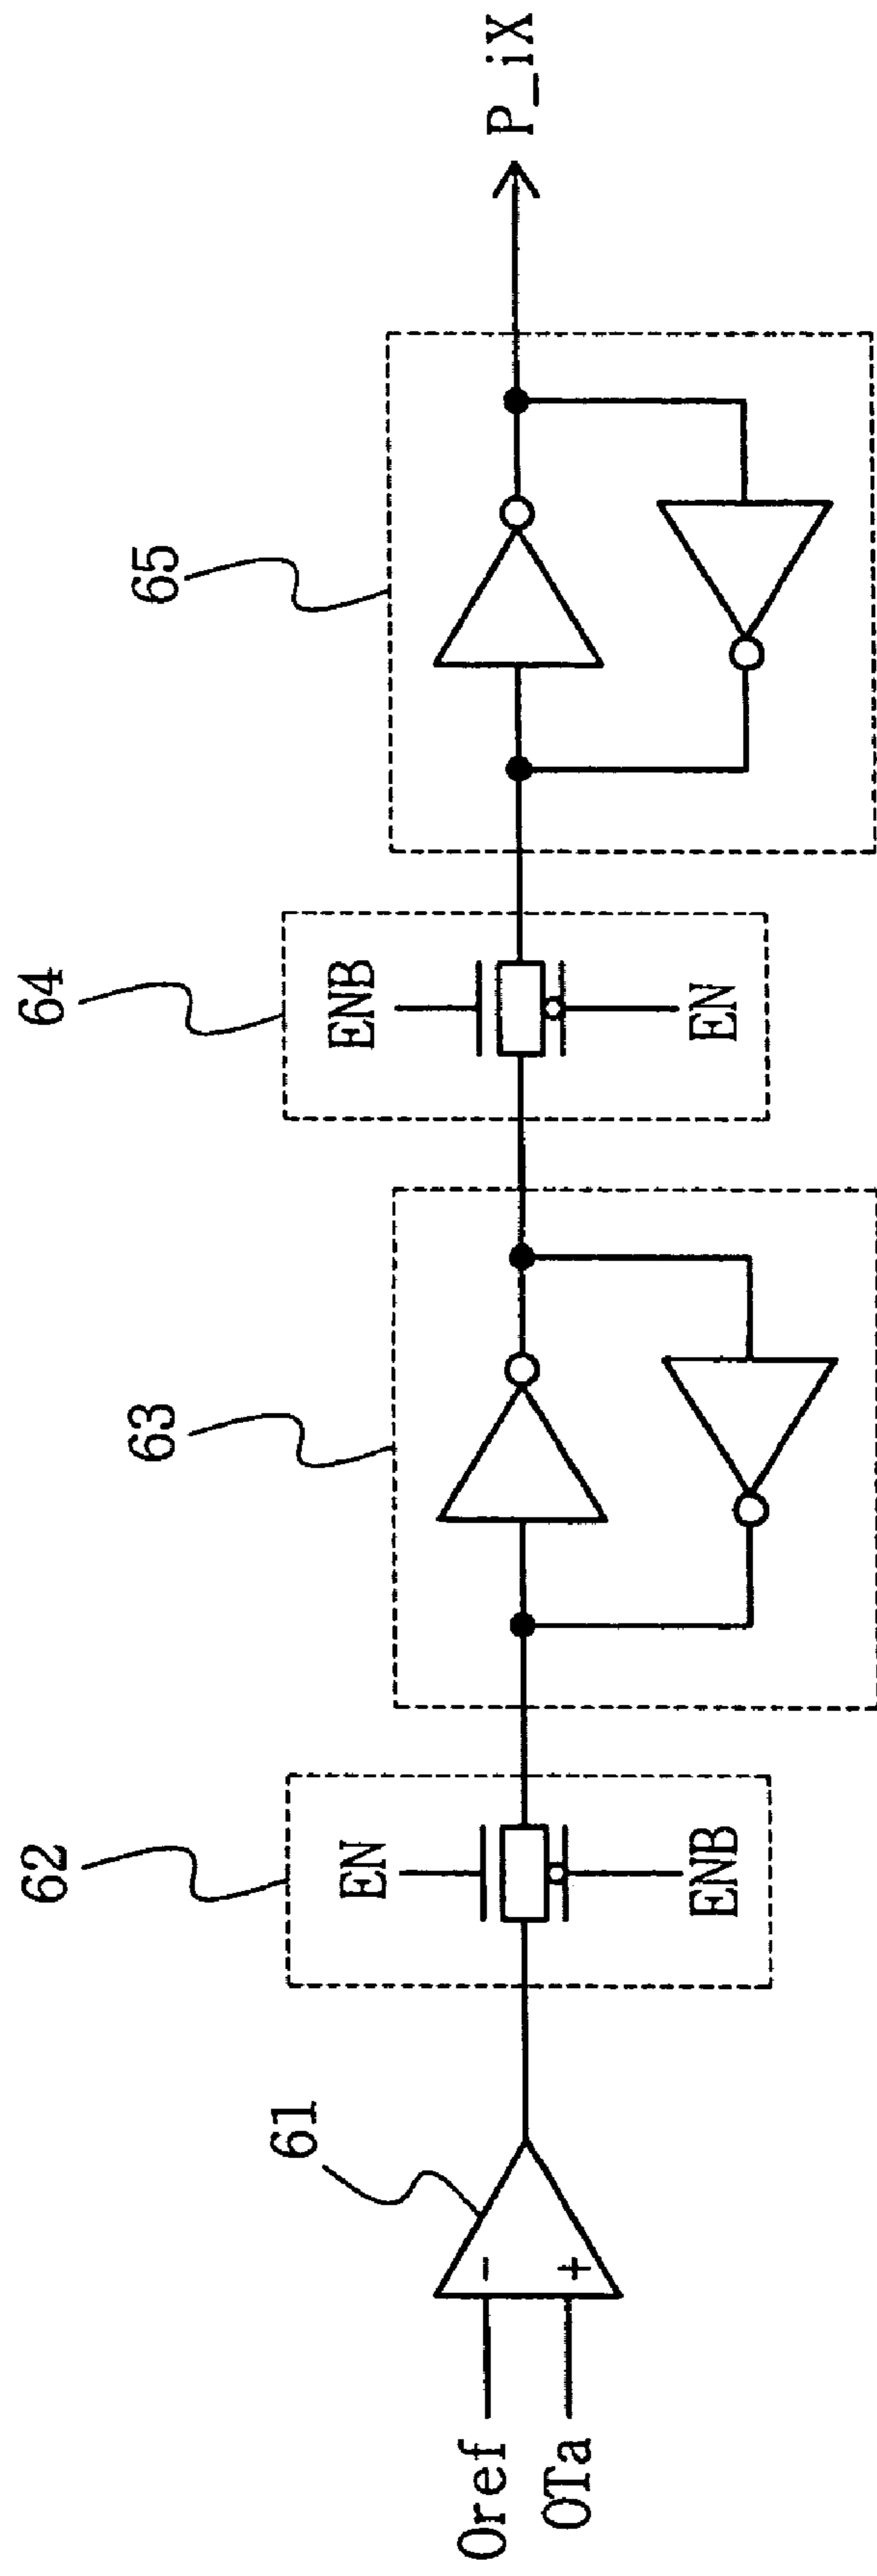 Oref
OTa
61
62
EN
ENB
63
64
ENB
EN
65
P_iX
-
+